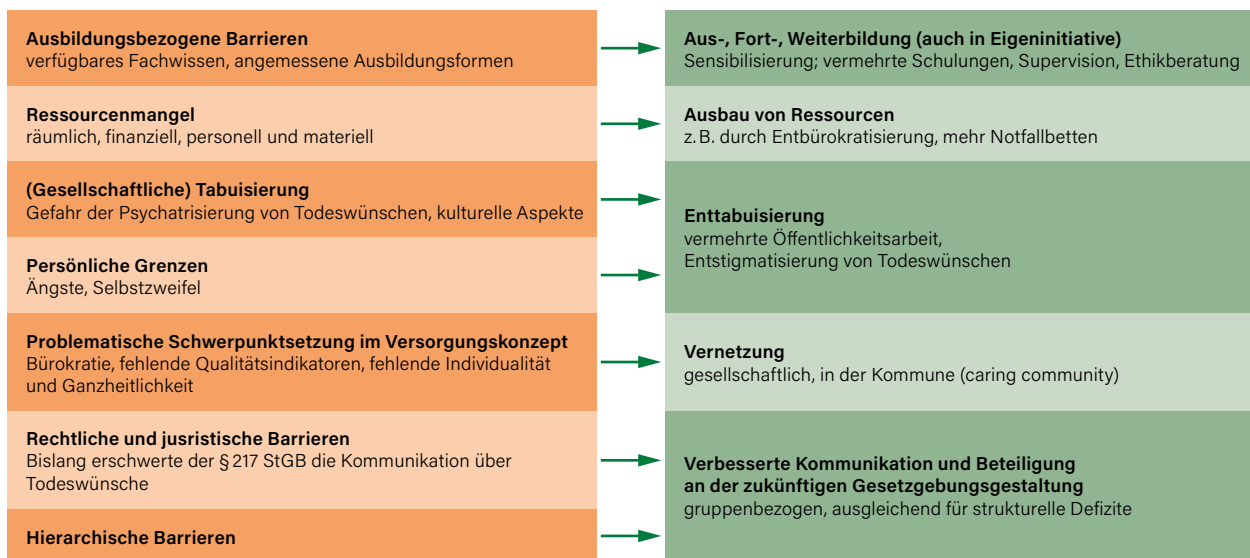 Ausbildungsbezogene Barrieren
verfügbares Fachwissen, angemessene Ausbildungsformen
Aus-, Fort-, Weiterbildung (auch in Eigeninitiative)
Sensibilisierung; vermehrte Schulungen, Supervision, Ethikberatung
Ressourcenmangel
räumlich, finanziell, personell und materiell
Ausbau von Ressourcen
z. B. durch Entbürokratisierung, mehr Notfallbetten
(Gesellschaftliche) Tabuisierung
Gefahr der Psychatrisierung von Todeswünschen, kulturelle Aspekte
Persönliche Grenzen
Ängste, Selbstzweifel
Enttabuisierung
vermehrte Öffentlichkeitsarbeit,
Entstigmatisierung von Todeswünschen
Problematische Schwerpunktsetzung im Versorgungskonzept
Bürokratie, fehlende Qualitätsindikatoren, fehlende Individualität
und Ganzheitlichkeit
Vernetzung
gesellschaftlich, in der Kommune (caring community)
Rechtliche und jusristische Barrieren
Bislang erschwerte der § 217 StGB die Kommunikation über
Todeswünsche
Hierarchische Barrieren
Verbesserte Kommunikation und Beteiligung
an der zukünftigen Gesetzgebungsgestaltung
gruppenbezogen, ausgleichend für strukturelle Defizite